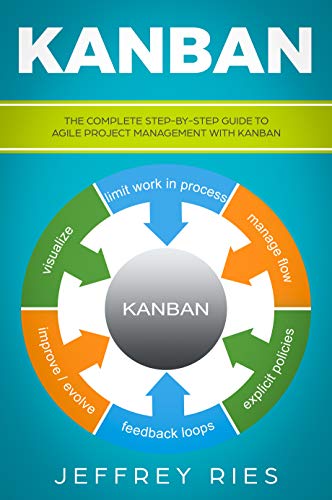 KANBAN
THE COMPLETE STEP-BY-STEP GUIDE TO
AGILE PROJECT MANAGEMENT WITH KANBAN
limit work in process
visualize
manage flow
KANBAN
improve / evolve
explicit policies
feedback loops
JEFFREY RIES